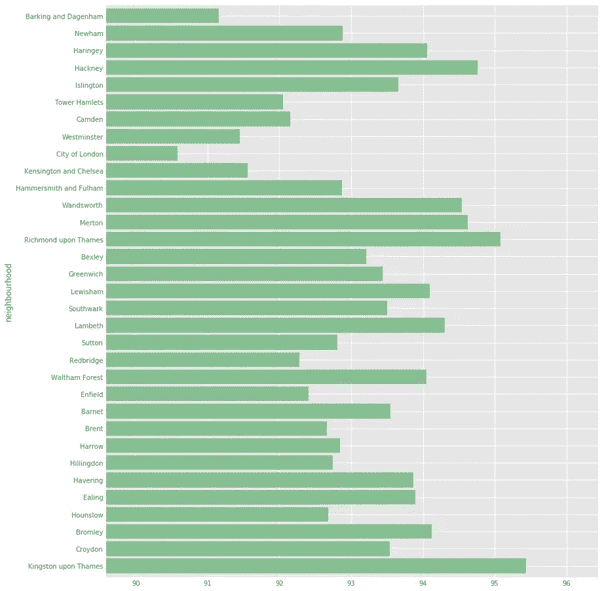 Barking and Dagenham
Newham
Haringey
Hackney
Islington
Tower Hamlets
Camden
Westminster
City of London
Kensington and Chelsea
Hammersmith and Fulham
Wandsworth
Merton
Richmond upon Thames
Bexley
Greenwich
Lewisham
Southwark
Lambeth
Sutton
Redbridge
Waltham Forest
Enfield
Barnet
Brent
Harrow
Hillingdon
Havering
Ealing
Hounslow
Bromley
Croydon
Kingston upon Thames
neighbourhood
90 91 92 93 94 95 96